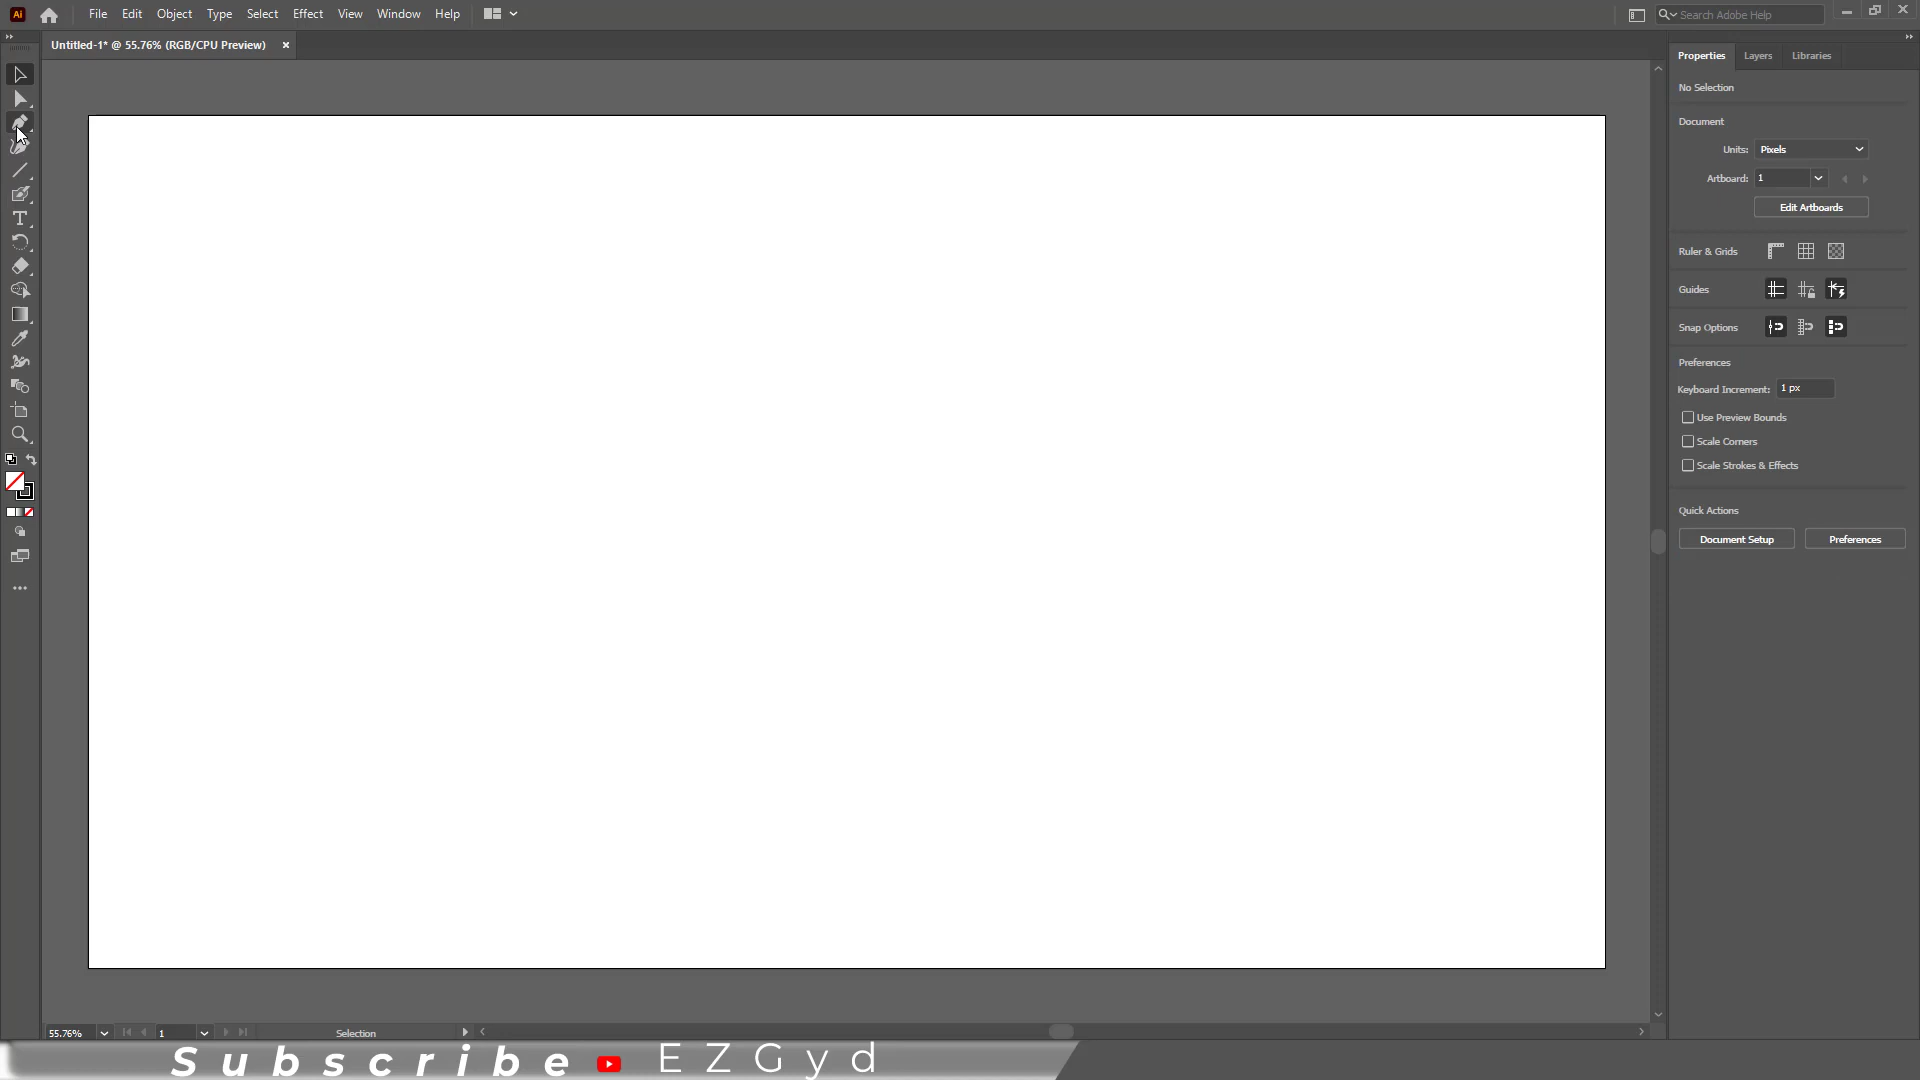 Ai File Edit Object Type Select Effect View Window Help Search Adobe Help
Untitled-1* @ 55.76% (RGB/CPU Preview) ×
Properties Layers Libraries
No Selection
Document
Units: Pixels
Artboard: 1
Edit Artboards
Ruler & Grids
Guides
Snap Options
Preferences
Keyboard Increment: 1 px
Use Preview Bounds
Scale Corners
Scale Strokes & Effects
Quick Actions
Document Setup Preferences
55.76% 1 Selection
Subscribe EZGyd